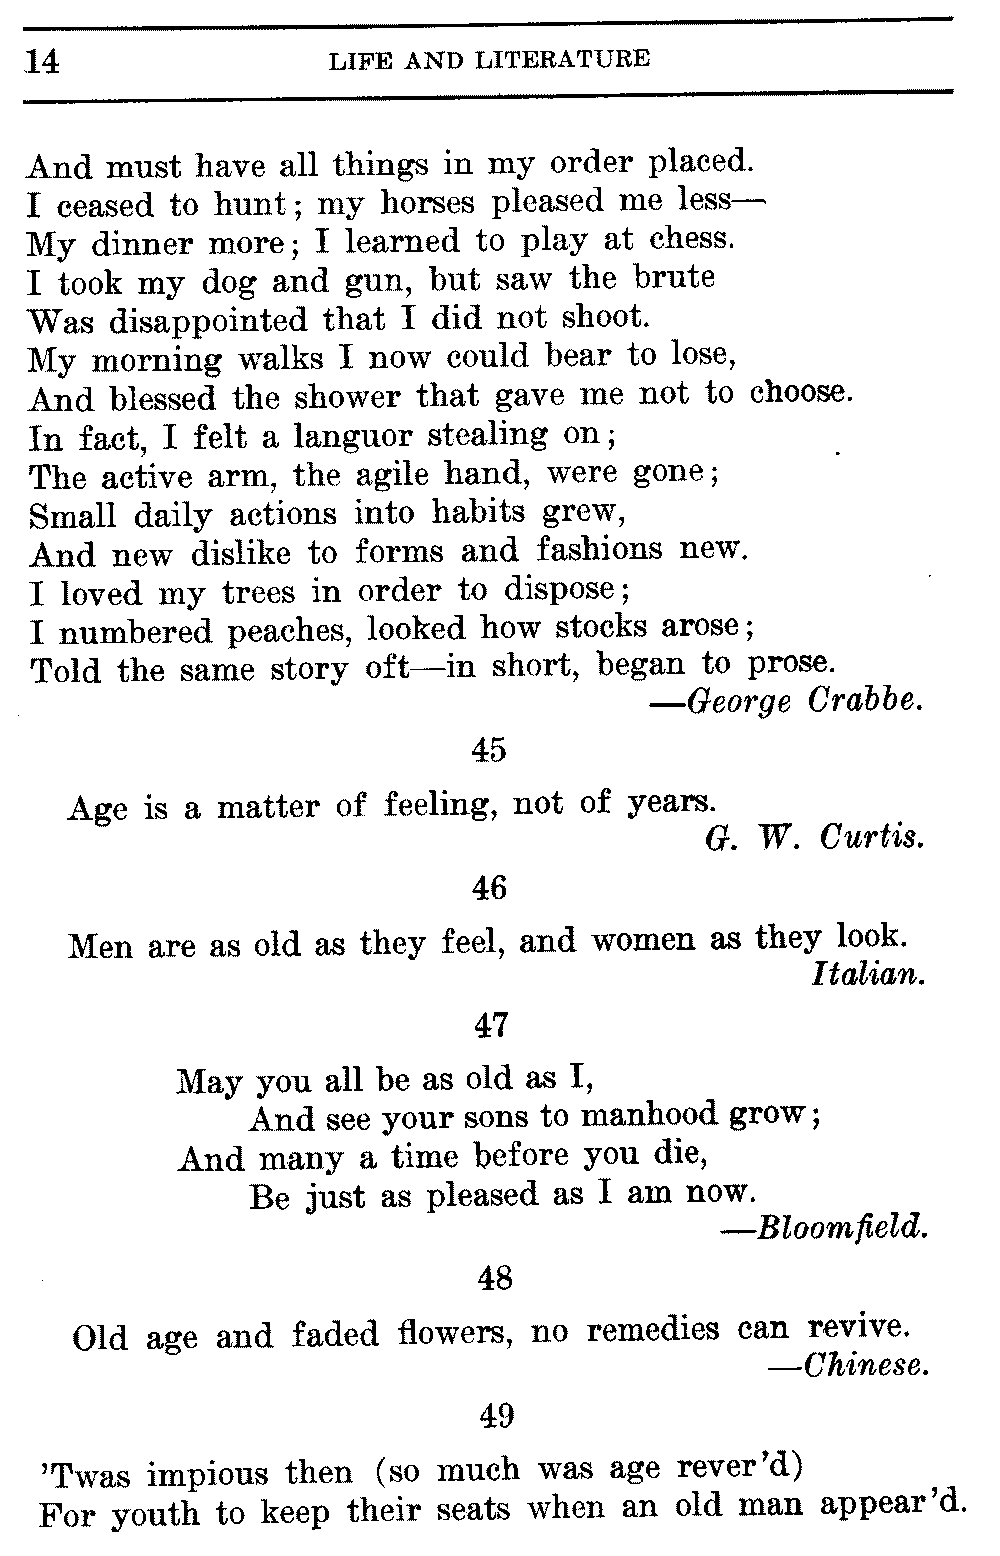 14 LIFE AND LITERATURE
And must have all things in my order placed.
I ceased to hunt; my horses pleased me less—
My dinner more; I learned to play at chess.
I took my dog and gun, but saw the brute
Was disappointed that I did not shoot.
My morning walks I now could bear to lose,
And blessed the shower that gave me not to choose.
In fact, I felt a languor stealing on;
The active arm, the agile hand, were gone;
Small daily actions into habits grew,
And new dislike to forms and fashions new.
I loved my trees in order to dispose;
I numbered peaches, looked how stocks arose;
Told the same story oft—in short, began to prose.
—George Crabbe.
45
Age is a matter of feeling, not of years.
G. W. Curtis.
46
Men are as old as they feel, and women as they look.
Italian.
47
May you all be as old as I,
And see your sons to manhood grow;
And many a time before you die,
Be just as pleased as I am now.
—Bloomfield.
48
Old age and faded flowers, no remedies can revive.
—Chinese.
49
'Twas impious then (so much was age rever'd)
For youth to keep their seats when an old man appear'd.